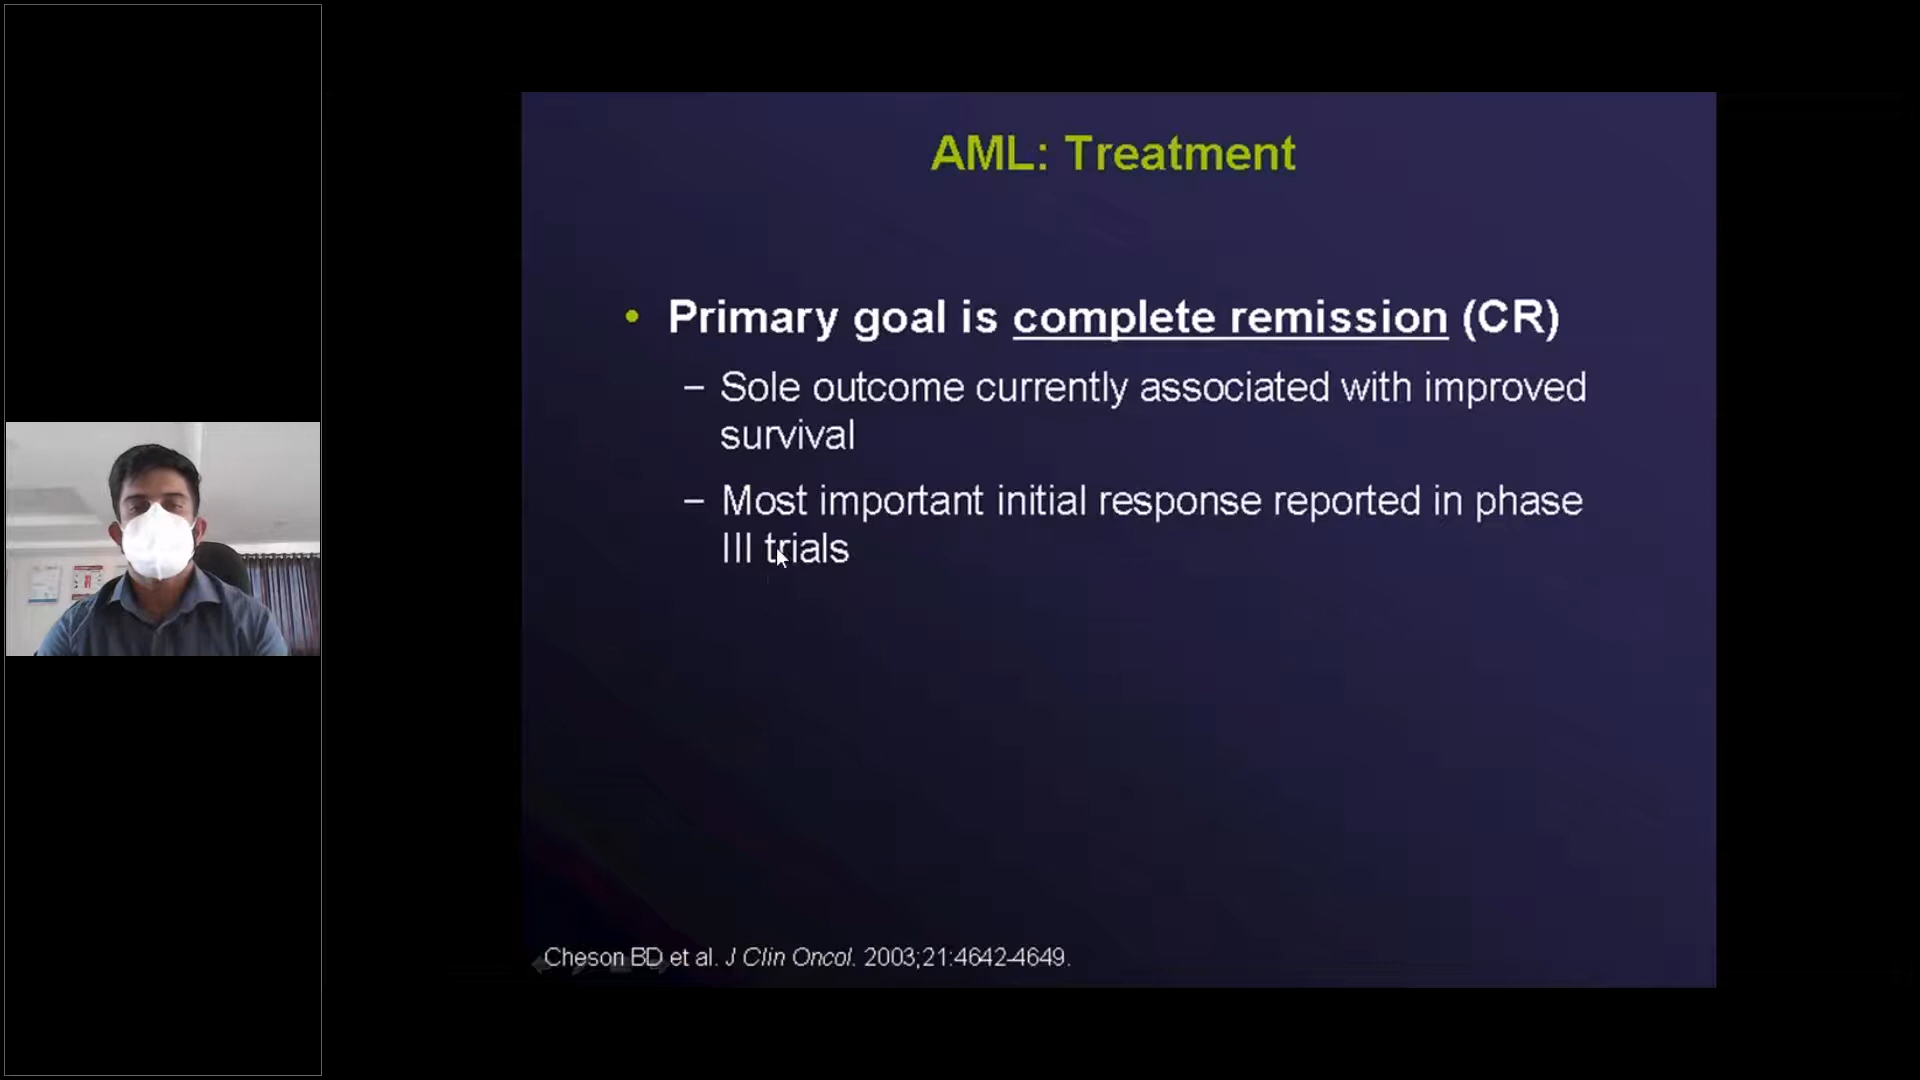 AML: Treatment
• Primary goal is complete remission (CR)
– Sole outcome currently associated with improved
survival
– Most important initial response reported in phase
III trials
Cheson BD et al. J Clin Oncol. 2003;21:4642-4649.